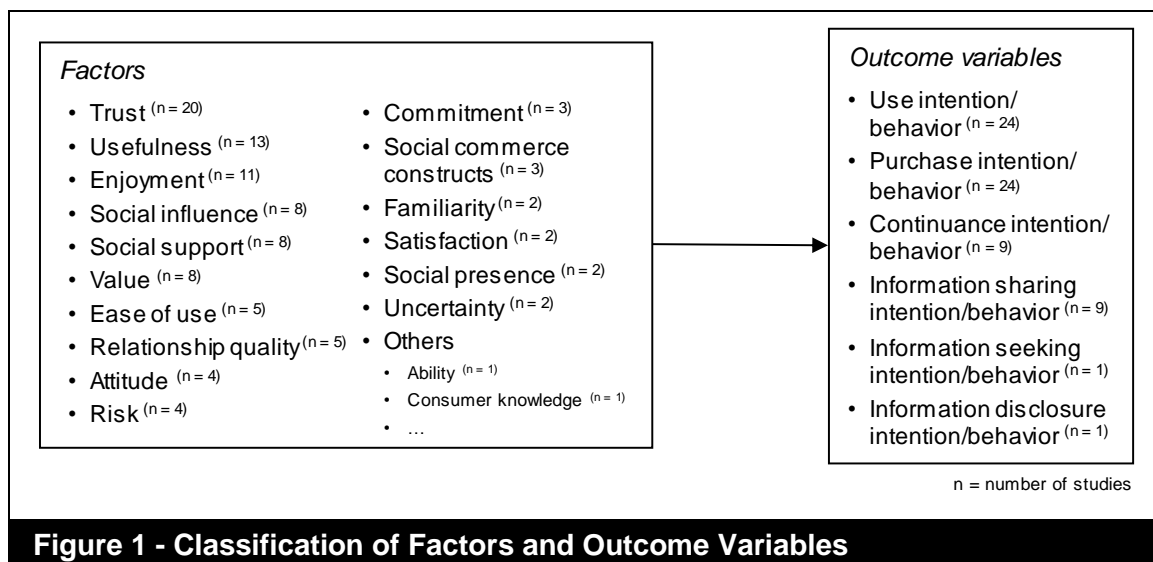 Factors
• Trust (n = 20)
• Usefulness (n = 13)
• Enjoyment (n = 11)
• Social influence (n = 8)
• Social support (n = 8)
• Value (n = 8)
• Ease of use (n = 5)
• Relationship quality (n = 5)
• Attitude (n = 4)
• Risk (n = 4)
• Commitment (n = 3)
• Social commerce
constructs (n = 3)
• Familiarity (n = 2)
• Satisfaction (n = 2)
• Social presence (n = 2)
• Uncertainty (n = 2)
• Others
• Ability (n = 1)
• Consumer knowledge (n = 1)
• ...
Outcome variables
• Use intention/
behavior (n = 24)
• Purchase intention/
behavior (n = 24)
• Continuance intention/
behavior (n = 9)
• Information sharing
intention/behavior (n = 9)
• Information seeking
intention/behavior (n = 1)
• Information disclosure
intention/behavior (n = 1)
n = number of studies
Figure 1 - Classification of Factors and Outcome Variables